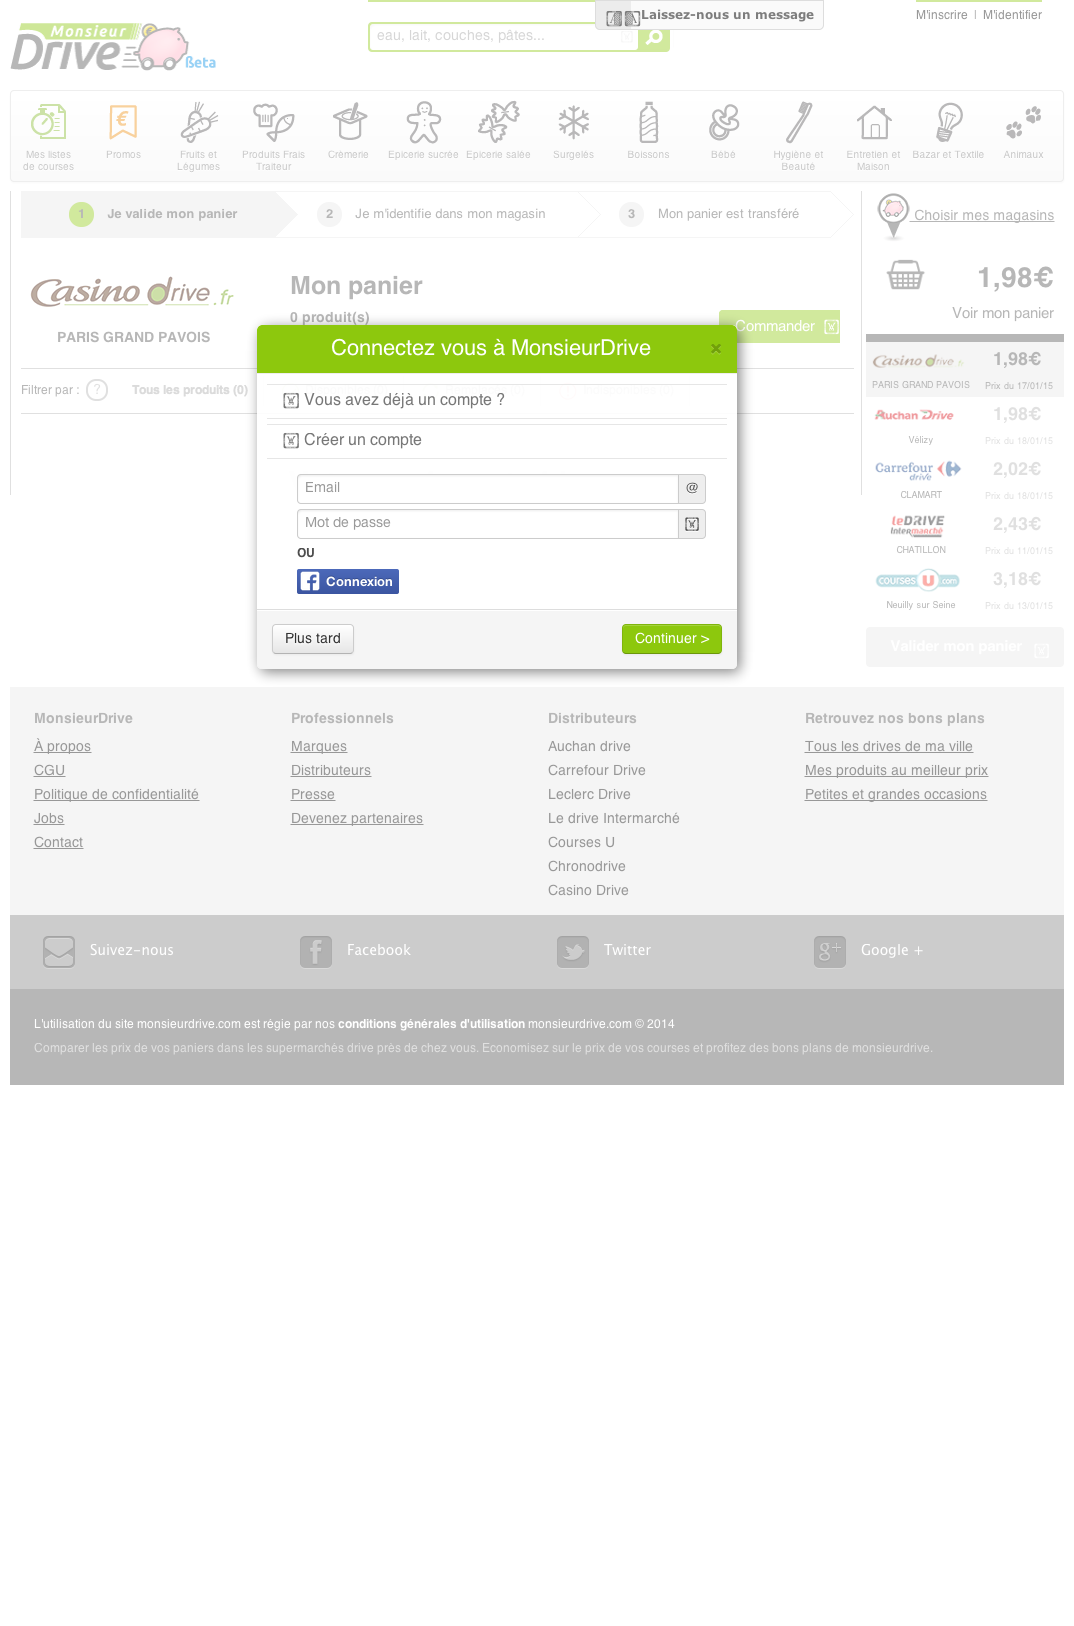 Monsieur
Drive
Beta
eau, lait, couches, pâtes...
Laissez-nous un message
M'inscrire | M'identifier
Mes listes de courses
Promos
Fruits et Légumes
Produits Frais Traiteur
Crèmerie
Epicerie sucrée
Epicerie salée
Surgelés
Boissons
Bébé
Hygiène et Beauté
Entretien et Maison
Bazar et Textile
Animaux
1 Je valide mon panier
2 Je m'identifie dans mon magasin
3 Mon panier est transféré
Choisir mes magasins
Casino drive.fr
PARIS GRAND PAVOIS
Mon panier
0 produit(s)
Commander
1,98€
Voir mon panier
Filtrer par : ? Tous les produits (0)
Connectez vous à MonsieurDrive ×
Vous avez déjà un compte ?
Créer un compte
Email @
Mot de passe
OU
Connexion
Plus tard
Continuer >
Casino drive.fr 1,98€
PARIS GRAND PAVOIS Prix du 17/01/15
Auchan Drive 1,98€
Vélizy Prix du 18/01/15
Carrefour drive 2,02€
CLAMART Prix du 18/01/15
le DRIVE Intermarché 2,43€
CHATILLON Prix du 11/01/15
courses U .com 3,18€
Neuilly sur Seine Prix du 13/01/15
Valider mon panier
MonsieurDrive
À propos
CGU
Politique de confidentialité
Jobs
Contact
Professionnels
Marques
Distributeurs
Presse
Devenez partenaires
Distributeurs
Auchan drive
Carrefour Drive
Leclerc Drive
Le drive Intermarché
Courses U
Chronodrive
Casino Drive
Retrouvez nos bons plans
Tous les drives de ma ville
Mes produits au meilleur prix
Petites et grandes occasions
Suivez-nous
Facebook
Twitter
Google +
L'utilisation du site monsieurdrive.com est régie par nos conditions générales d'utilisation monsieurdrive.com © 2014
Comparer les prix de vos paniers dans les supermarchés drive près de chez vous. Economisez sur le prix de vos courses et profitez des bons plans de monsieurdrive.